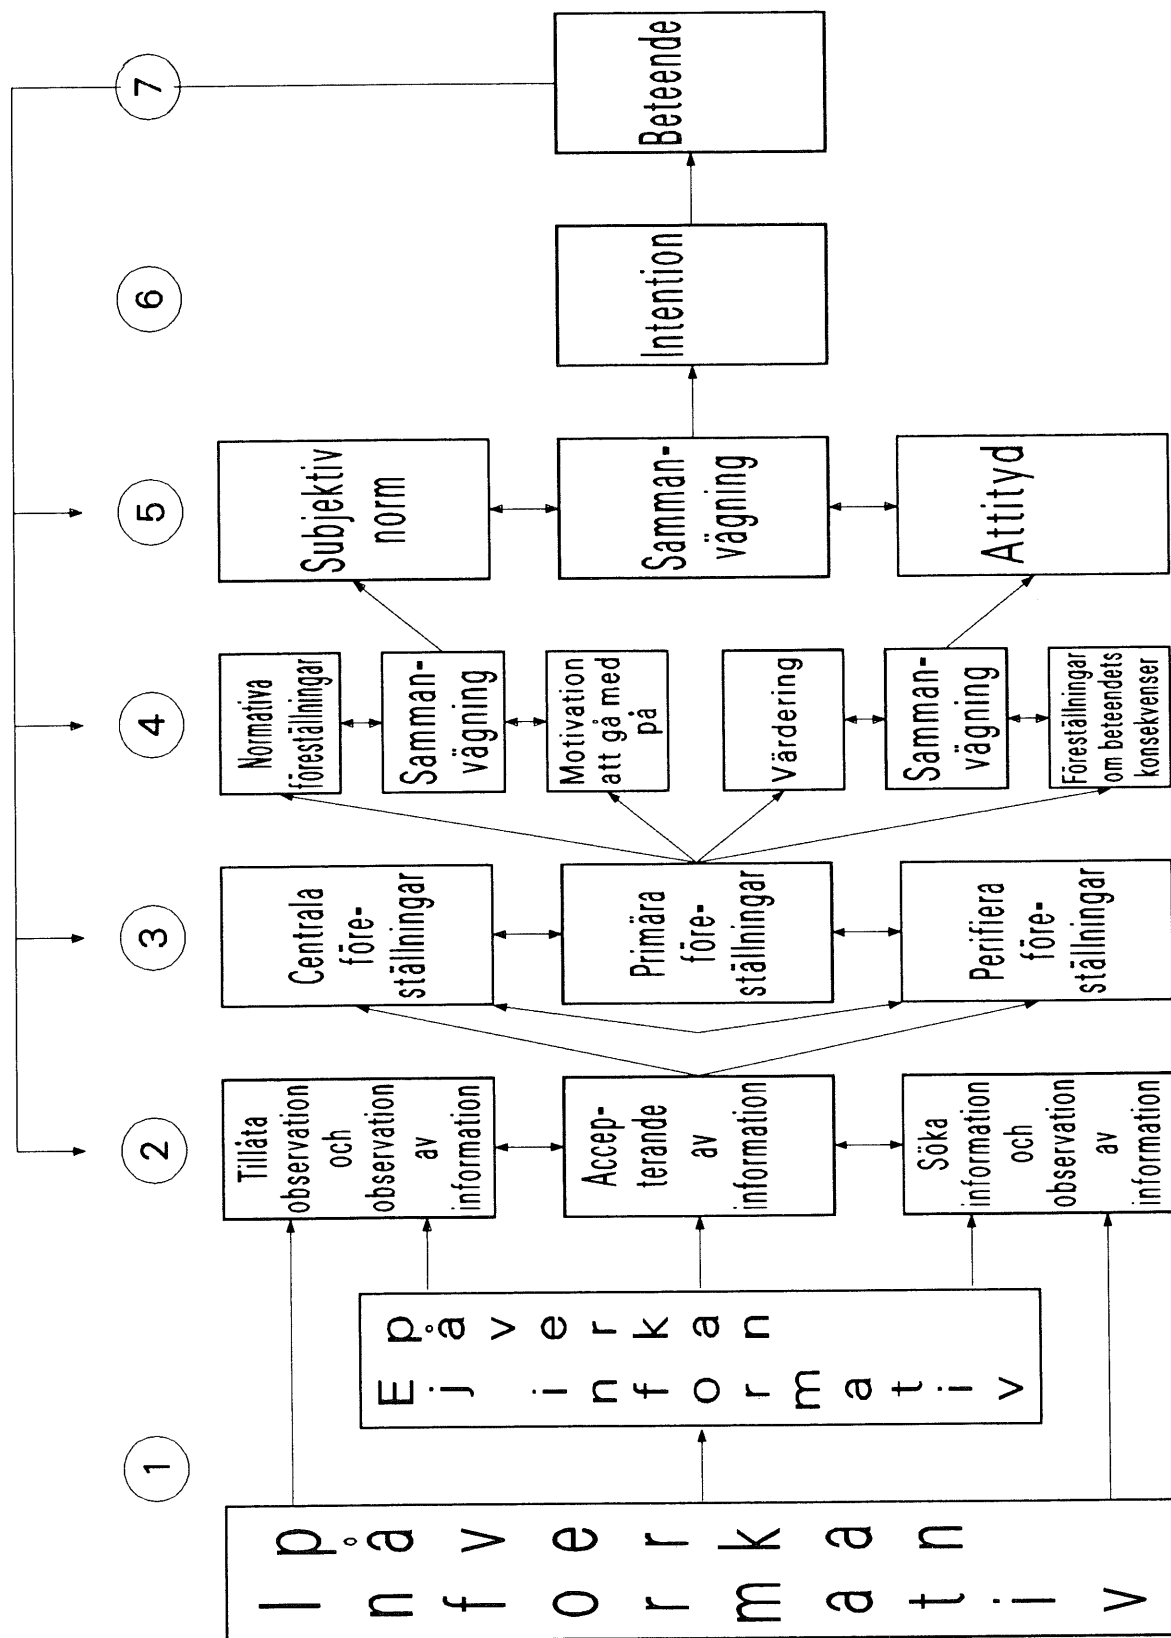 1
2
3
4
5
6
7
Informativ
påverkan
Ej informativ
påverkan
Tillåta
observation
och
observation
av
information
Accep-
terande
av
information
Söka
information
och
observation
av
information
Centrala
före-
ställningar
Primära
före-
ställningar
Perifiera
före-
ställningar
Normativa
föreställningar
Samman-
vägning
Motivation
att gå med
på
Värdering
Samman-
vägning
Föreställningar
om beteendets
konsekvenser
Subjektiv
norm
Samman-
vägning
Attityd
Intention
Beteende